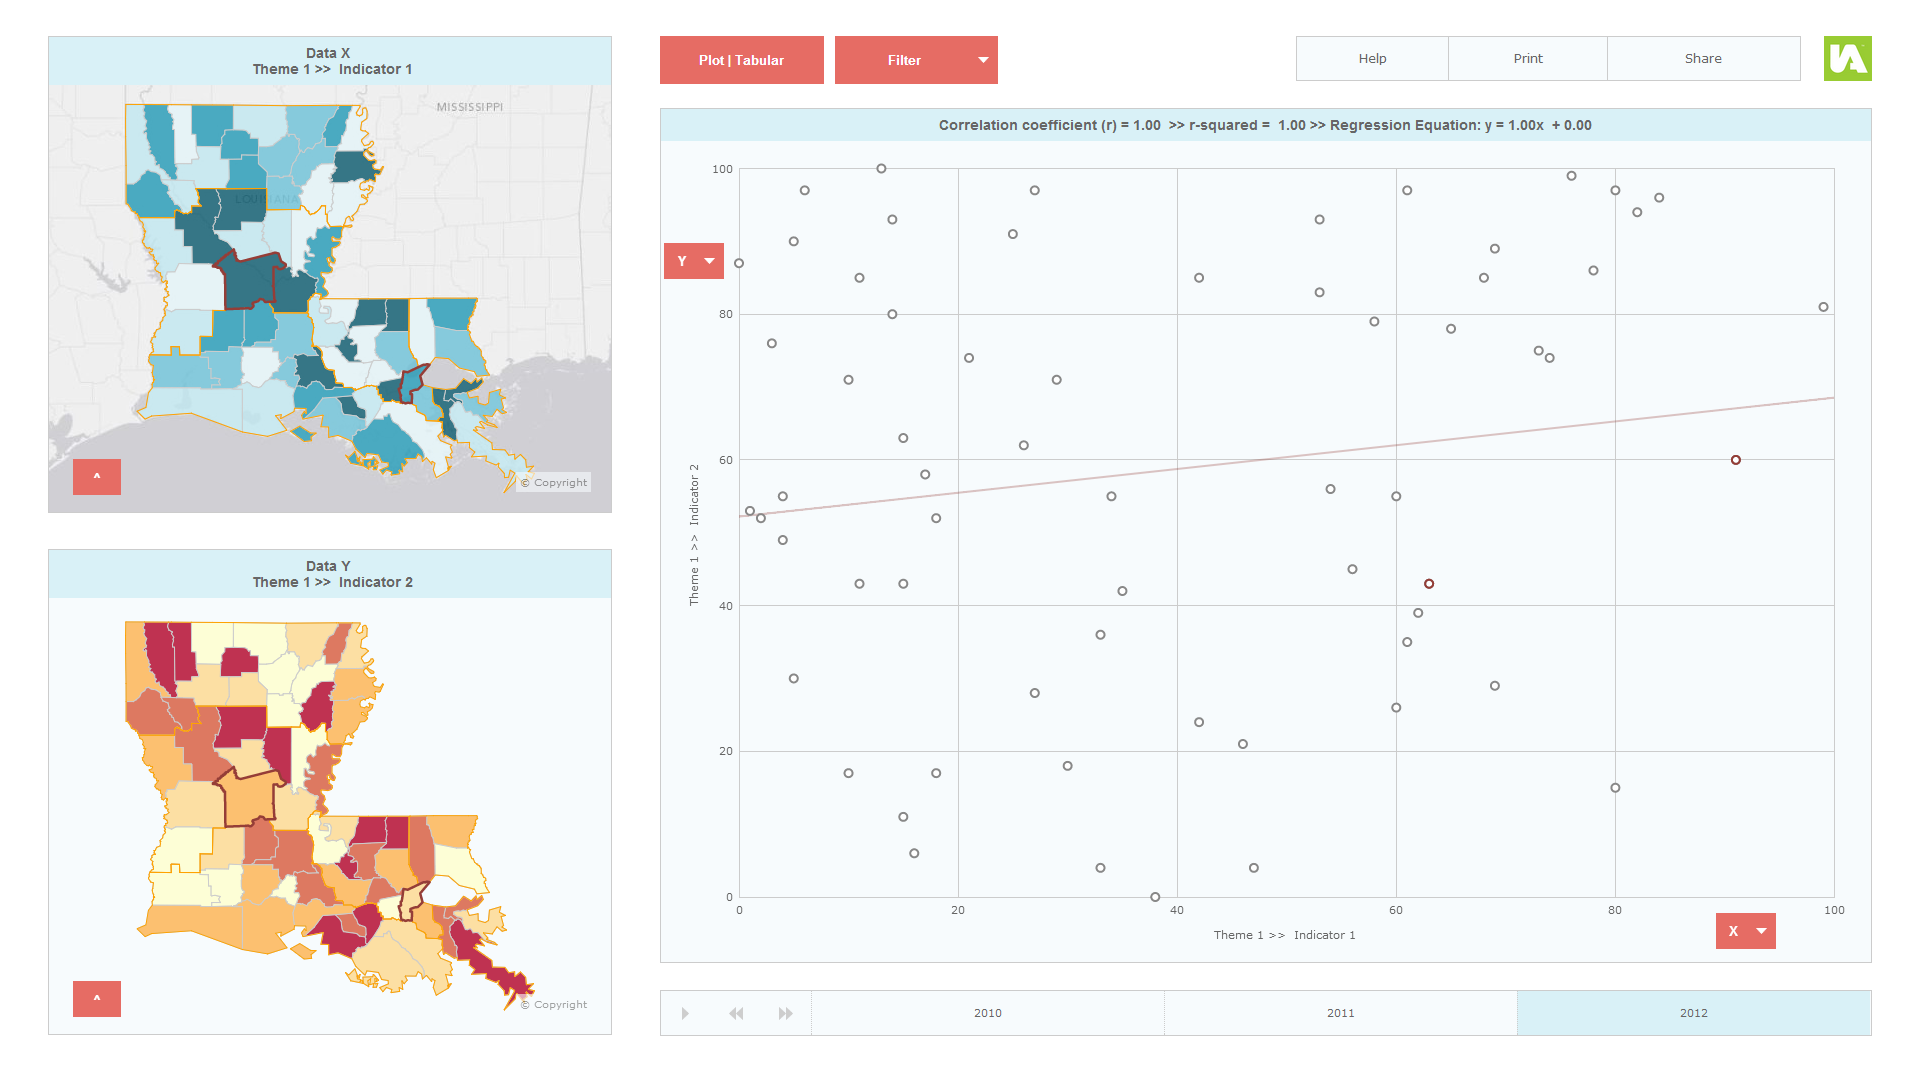 Data X
Theme 1 >> Indicator 1
MISSISSIPPI
LOUISIANA
^
© Copyright
Data Y
Theme 1 >> Indicator 2
^
© Copyright
Plot | Tabular
Filter
Help
Print
Share
Correlation coefficient (r) = 1.00 >> r-squared = 1.00 >> Regression Equation: y = 1.00x + 0.00
Y
Theme 1 >> Indicator 2
100
80
60
40
20
0
0 20 40 60 80 100
Theme 1 >> Indicator 1
X
2010
2011
2012